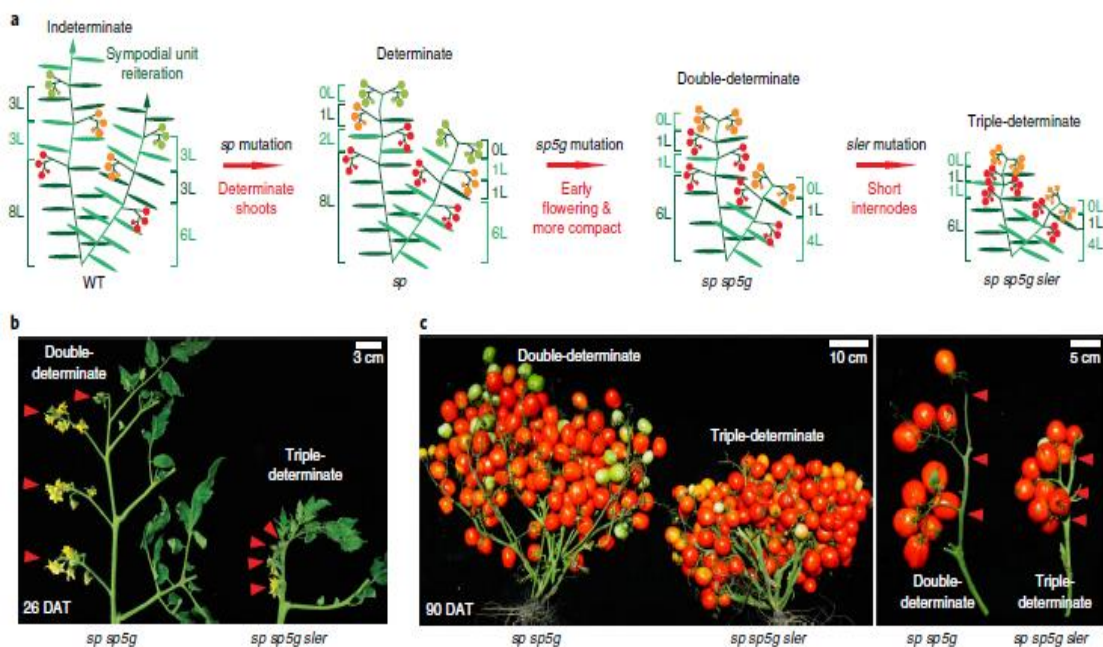 a
Indeterminate
Sympodial unit
reiteration
3L
3L
8L
3L
3L
6L
WT
sp mutation
Determinate
shoots
Determinate
0L
1L
2L
8L
0L
1L
1L
6L
sp
sp5g mutation
Early
flowering &
more compact
Double-determinate
0L
1L
1L
6L
0L
1L
4L
sp sp5g
sler mutation
Short
internodes
Triple-determinate
0L
1L
1L
6L
0L
1L
4L
sp sp5g sler
b
Double-
determinate
3 cm
Triple-
determinate
26 DAT
sp sp5g
sp sp5g sler
c
Double-determinate
10 cm
Triple-determinate
90 DAT
sp sp5g
sp sp5g sler
5 cm
Double-
determinate
Triple-
determinate
sp sp5g
sp sp5g sler